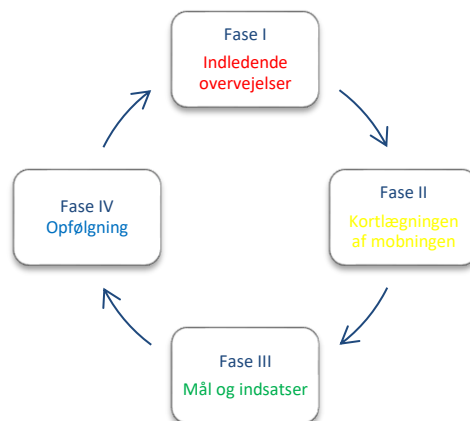 Fase I
Indledende
overvejelser
Fase II
Kortlægningen
af mobningen
Fase III
Mål og indsatser
Fase IV
Opfølgning